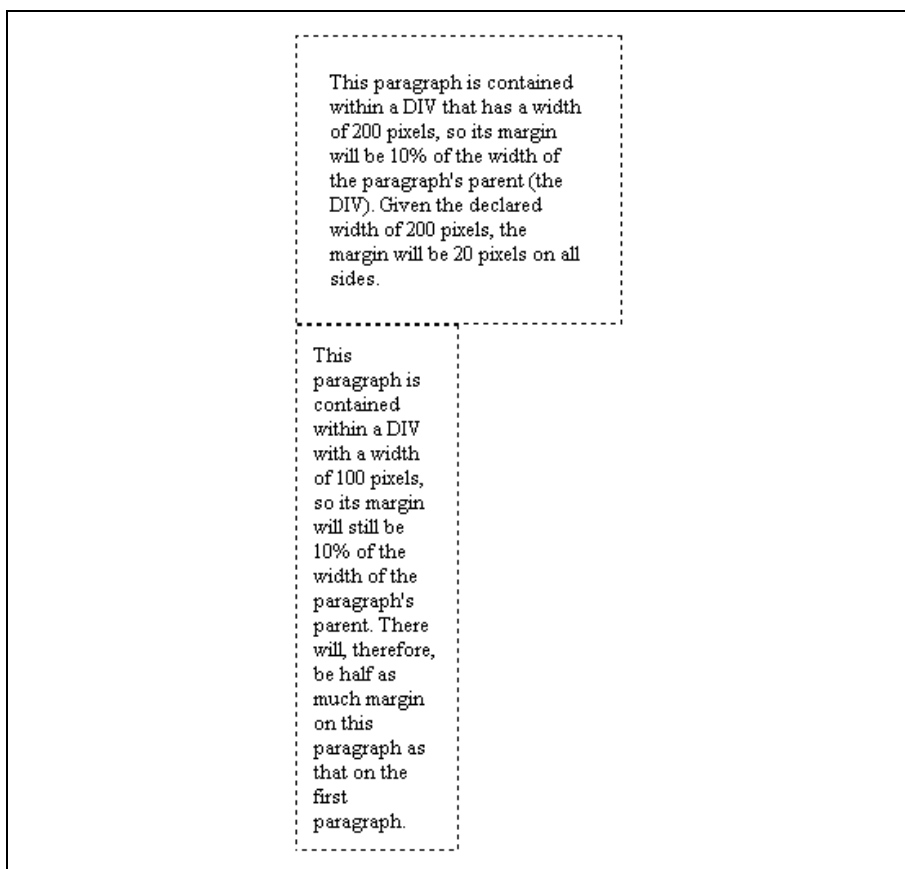 This paragraph is contained
within a DIV that has a width
of 200 pixels, so its margin
will be 10% of the width of
the paragraph's parent (the
DIV). Given the declared
width of 200 pixels, the
margin will be 20 pixels on all
sides.
This
paragraph is
contained
within a DIV
with a width
of 100 pixels,
so its margin
will still be
10% of the
width of the
paragraph's
parent. There
will, therefore,
be half as
much margin
on this
paragraph as
that on the
first
paragraph.